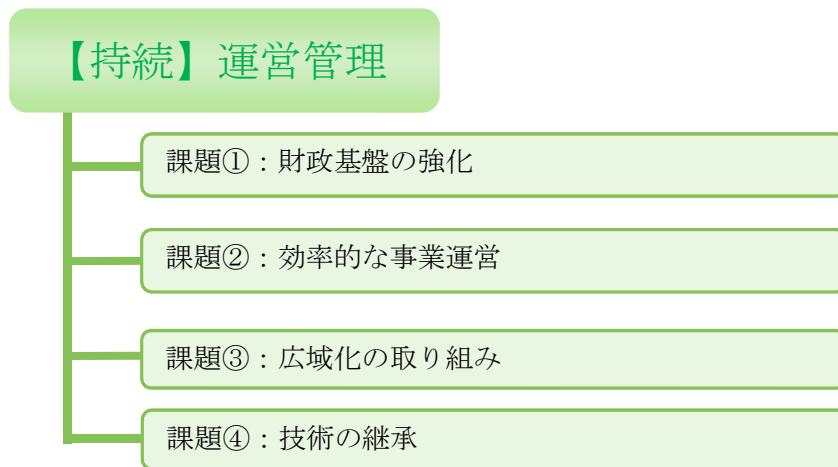 【持続】運営管理
課題①：財政基盤の強化
課題②：効率的な事業運営
課題③：広域化の取り組み
課題④：技術の継承